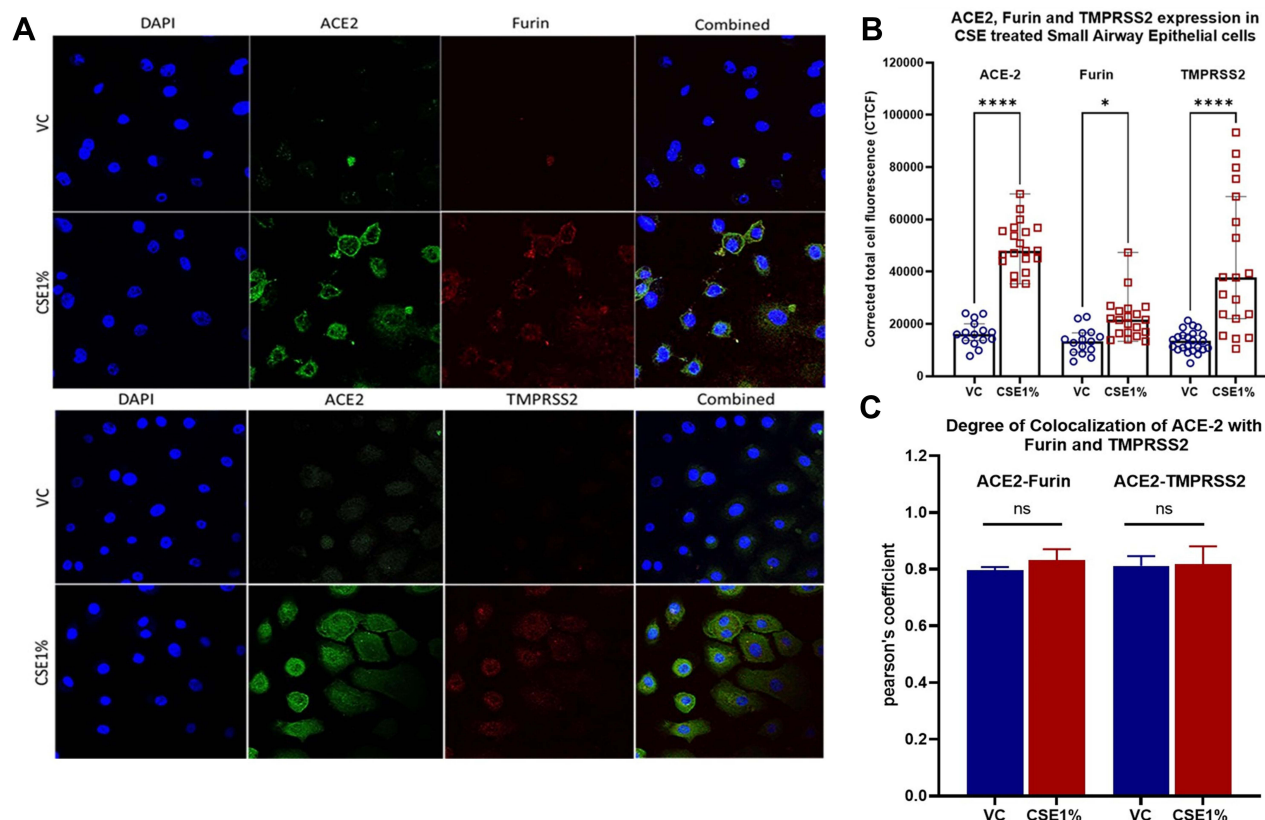 A
DAPI ACE2 Furin Combined
VC
CSE1%
DAPI ACE2 TMPRSS2 Combined
VC
CSE1%
B
ACE2, Furin and TMPRSS2 expression in
CSE treated Small Airway Epithelial cells
Corrected total cell fluorescence (CTCF)
120000
100000
80000
60000
40000
20000
0
ACE-2 Furin TMPRSS2
**** * ****
VC CSE1% VC CSE1% VC CSE1%
C
Degree of Colocalization of ACE-2 with
Furin and TMPRSS2
pearson's coefficient
1.2
1.0
0.8
0.6
0.4
0.2
0.0
ACE2-Furin ACE2-TMPRSS2
ns ns
VC CSE1% VC CSE1%